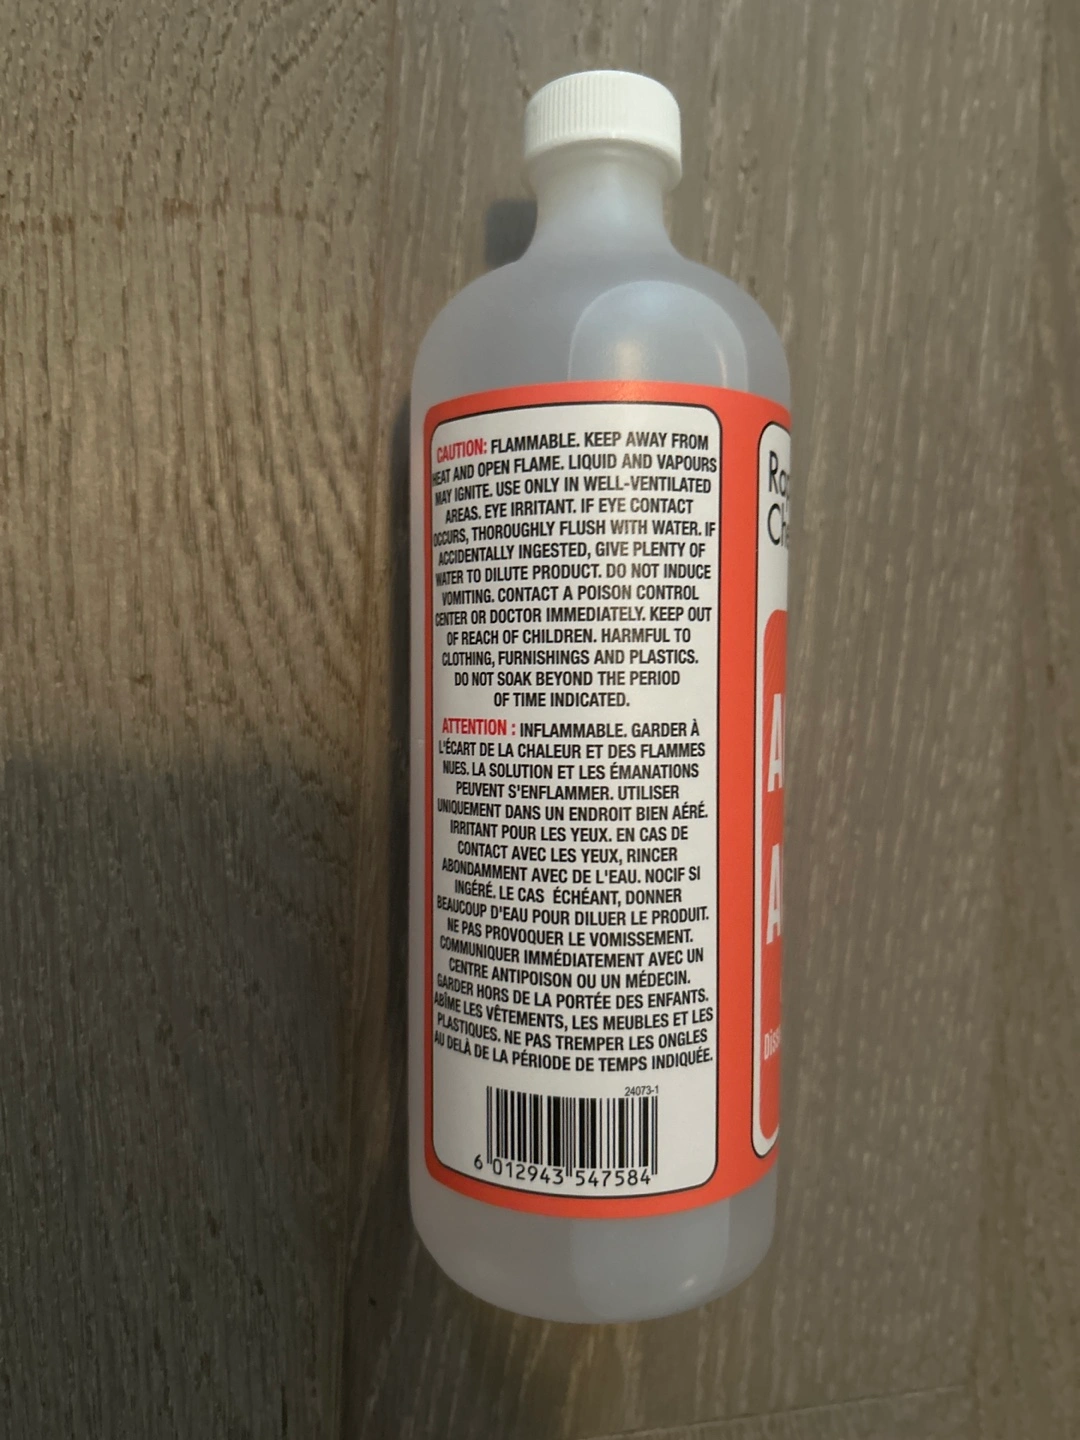 CAUTION: FLAMMABLE. KEEP AWAY FROM
HEAT AND OPEN FLAME. LIQUID AND VAPOURS
MAY IGNITE. USE ONLY IN WELL-VENTILATED
AREAS. EYE IRRITANT. IF EYE CONTACT
OCCURS, THOROUGHLY FLUSH WITH WATER. IF
ACCIDENTALLY INGESTED, GIVE PLENTY OF
WATER TO DILUTE PRODUCT. DO NOT INDUCE
VOMITING. CONTACT A POISON CONTROL
CENTER OR DOCTOR IMMEDIATELY. KEEP OUT
OF REACH OF CHILDREN. HARMFUL TO
CLOTHING, FURNISHINGS AND PLASTICS.
DO NOT SOAK BEYOND THE PERIOD
OF TIME INDICATED.
ATTENTION : INFLAMMABLE. GARDER À
L'ÉCART DE LA CHALEUR ET DES FLAMMES
NUES. LA SOLUTION ET LES ÉMANATIONS
PEUVENT S'ENFLAMMER. UTILISER
UNIQUEMENT DANS UN ENDROIT BIEN AÉRÉ.
IRRITANT POUR LES YEUX. EN CAS DE
CONTACT AVEC LES YEUX, RINCER
ABONDAMMENT AVEC DE L'EAU. NOCIF SI
INGÉRÉ. LE CAS ÉCHÉANT, DONNER
BEAUCOUP D'EAU POUR DILUER LE PRODUIT.
NE PAS PROVOQUER LE VOMISSEMENT.
COMMUNIQUER IMMÉDIATEMENT AVEC UN
CENTRE ANTIPOISON OU UN MÉDECIN.
GARDER HORS DE LA PORTÉE DES ENFANTS.
ABÎME LES VÊTEMENTS, LES MEUBLES ET LES
PLASTIQUES. NE PAS TREMPER LES ONGLES
AU DELÀ DE LA PÉRIODE DE TEMPS INDIQUÉE.
24073-1
6 012943 547584